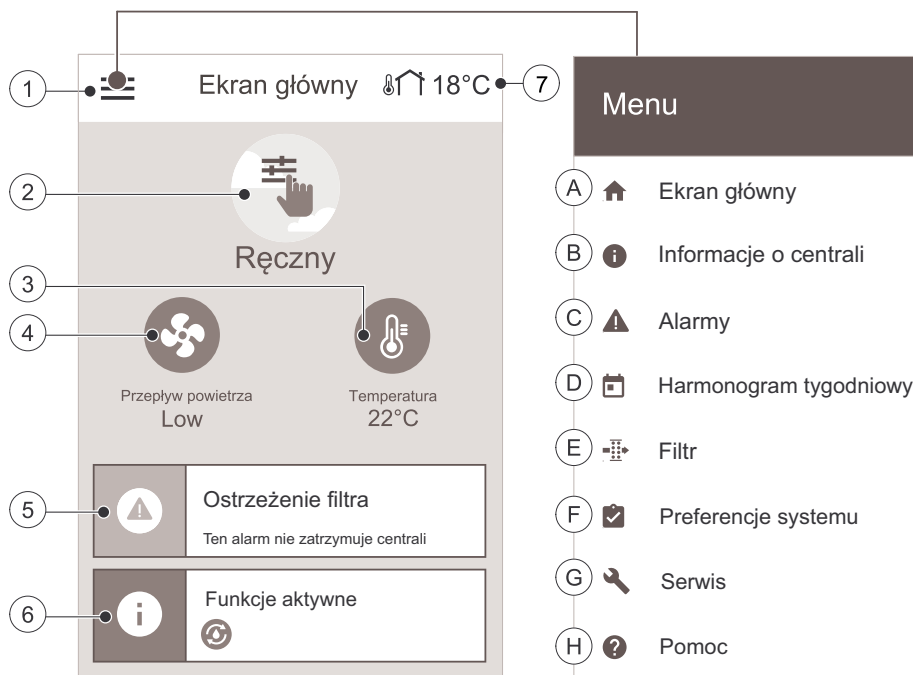 1
Ekran główny 18°C
7
2
Ręczny
3
4
Przepływ powietrza
Low
Temperatura
22°C
5
Ostrzeżenie filtra
Ten alarm nie zatrzymuje centrali
6
Funkcje aktywne
Menu
A Ekran główny
B Informacje o centrali
C Alarmy
D Harmonogram tygodniowy
E Filtr
F Preferencje systemu
G Serwis
H Pomoc